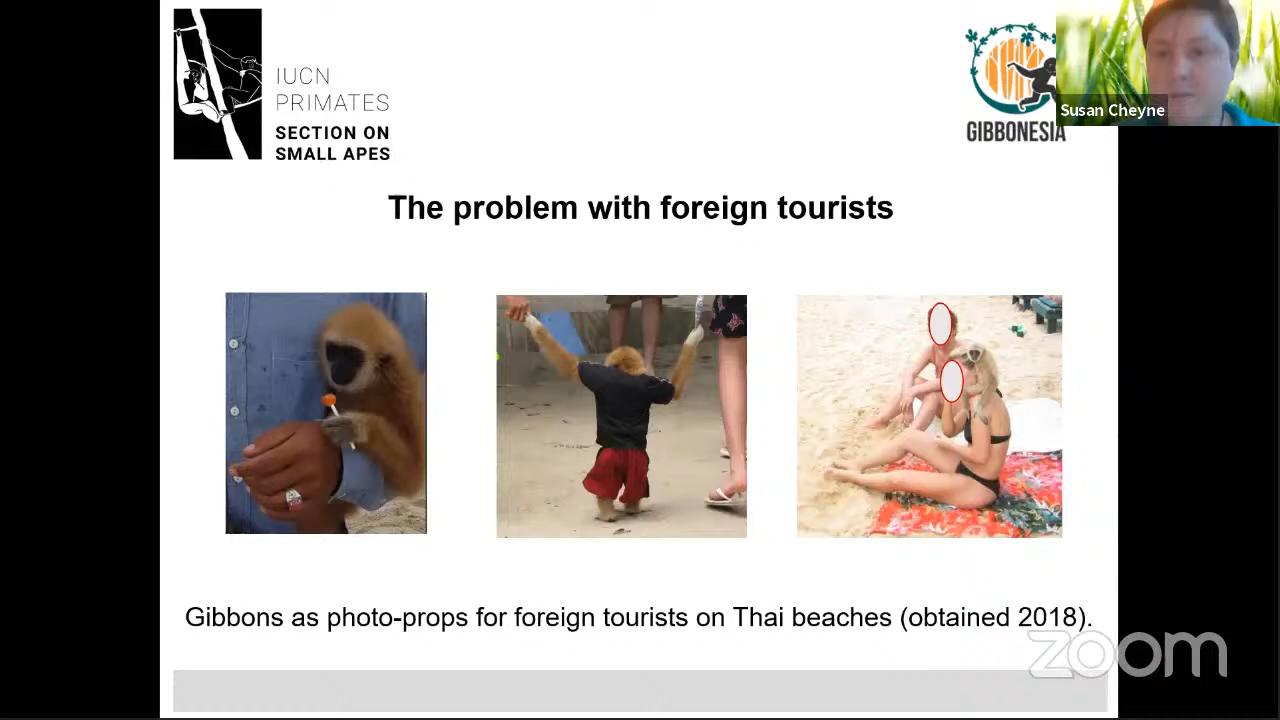 IUCN
PRIMATES
SECTION ON
SMALL APES
GIBBONESIA
Susan Cheyne
The problem with foreign tourists
Gibbons as photo-props for foreign tourists on Thai beaches (obtained 2018).
zoom